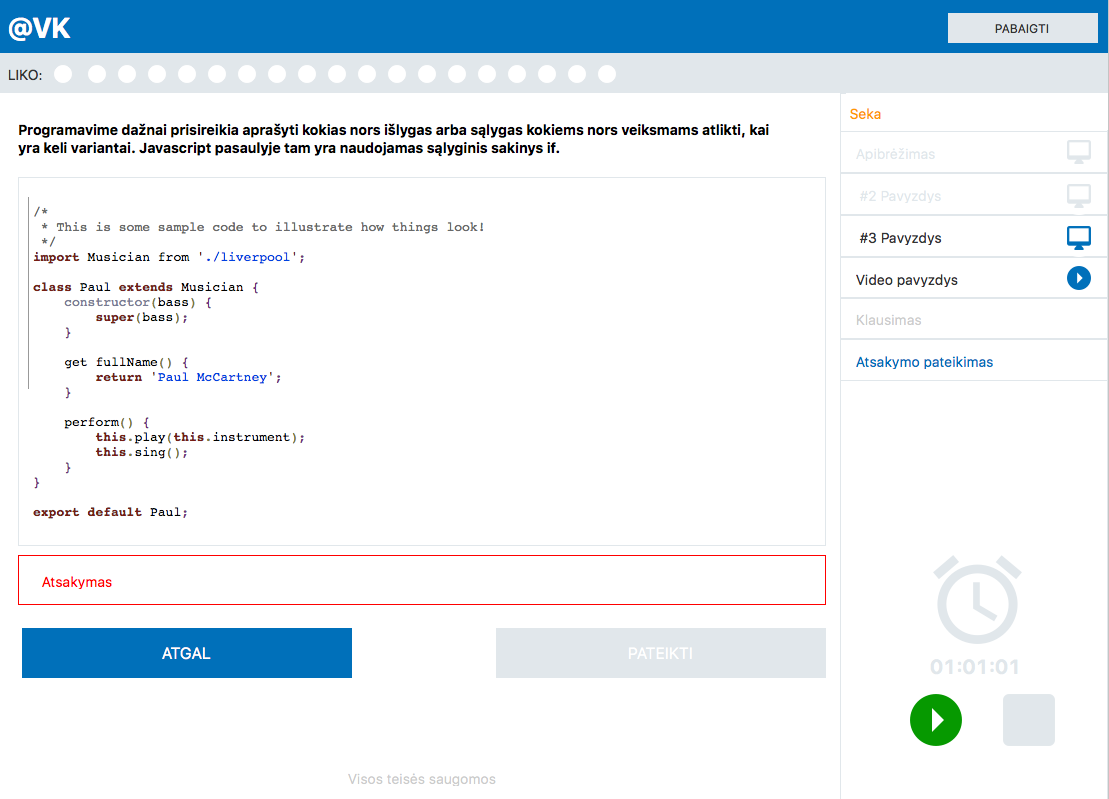 @VK
PABAIGTI
LIKO:
Programavime dažnai prisireikia aprašyti kokias nors išlygas arba sąlygas kokiems nors veiksmams atlikti, kai
yra keli variantai. Javascript pasaulyje tam yra naudojamas sąlyginis sakinys if.
/*
 * This is some sample code to illustrate how things look!
 */
import Musician from './liverpool';
class Paul extends Musician {
    constructor(bass) {
        super(bass);
    }
    get fullName() {
        return 'Paul McCartney';
    }
    perform() {
        this.play(this.instrument);
        this.sing();
    }
}
export default Paul;
Atsakymas
ATGAL
PATEIKTI
Visos teisės saugomos
Seka
Apibrėžimas
#2 Pavyzdys
#3 Pavyzdys
Video pavyzdys
Klausimas
Atsakymo pateikimas
01:01:01